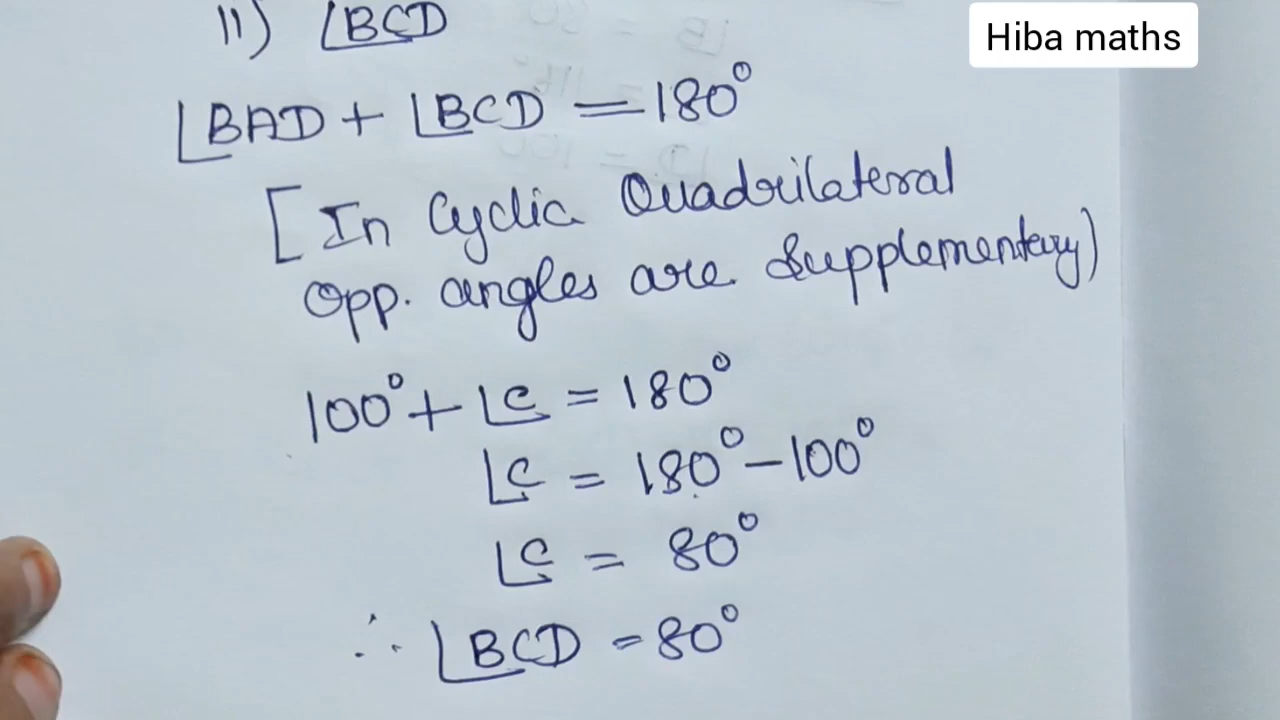 11) ∠BCD
Hiba maths
∠BAD + ∠BCD = 180°
[In Cyclic Quadrilateral
Opp. angles are Supplementary)
100° + ∠C = 180°
∠C = 180° - 100°
∠C = 80°
∴ ∠BCD = 80°